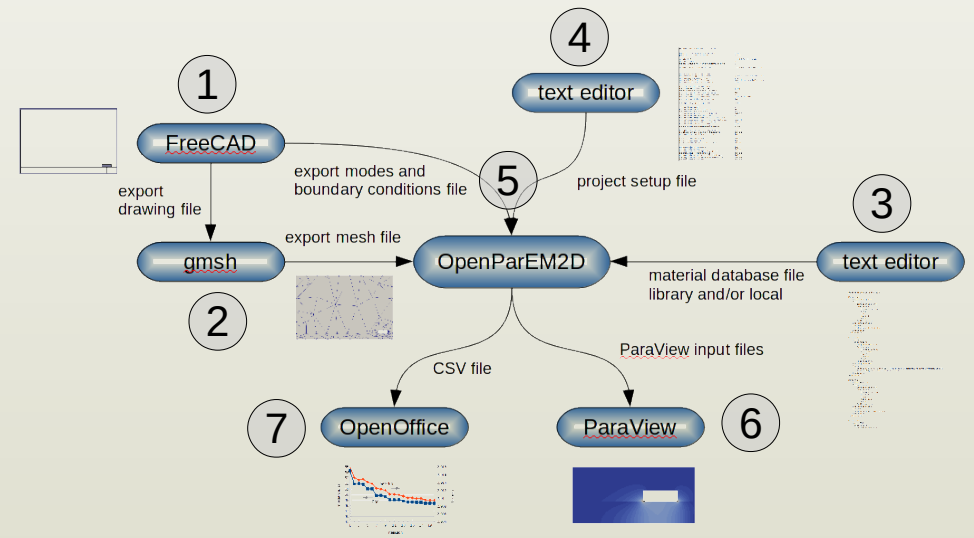 4
1
text editor
FreeCAD
export modes and
boundary conditions file
5
project setup file
export
drawing file
3
export mesh file
gmsh
OpenParEM2D
text editor
material database file
library and/or local
2
ParaView input files
CSV file
7
OpenOffice
ParaView
6